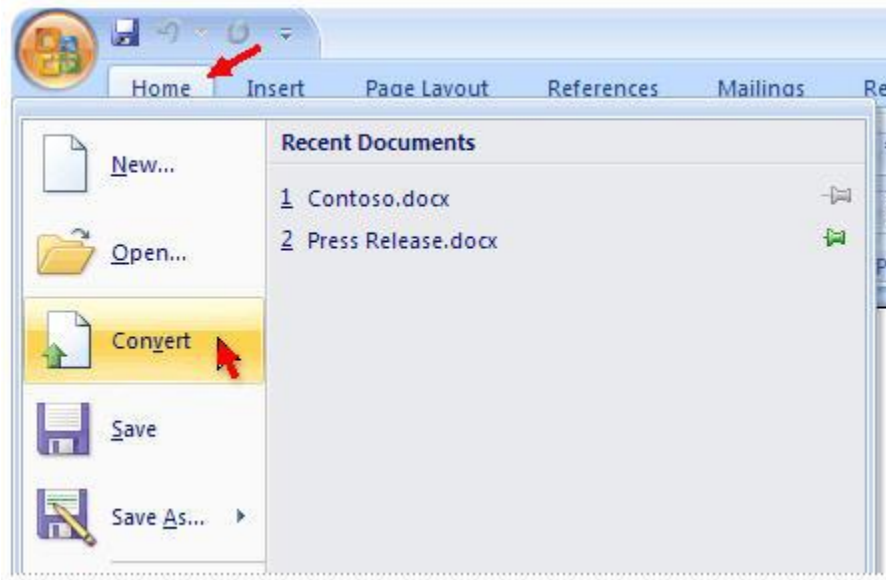 Home Insert Page Layout References Mailings Re
Recent Documents
New...
1 Contoso.docx
2 Press Release.docx
Open...
Convert
Save
Save As...